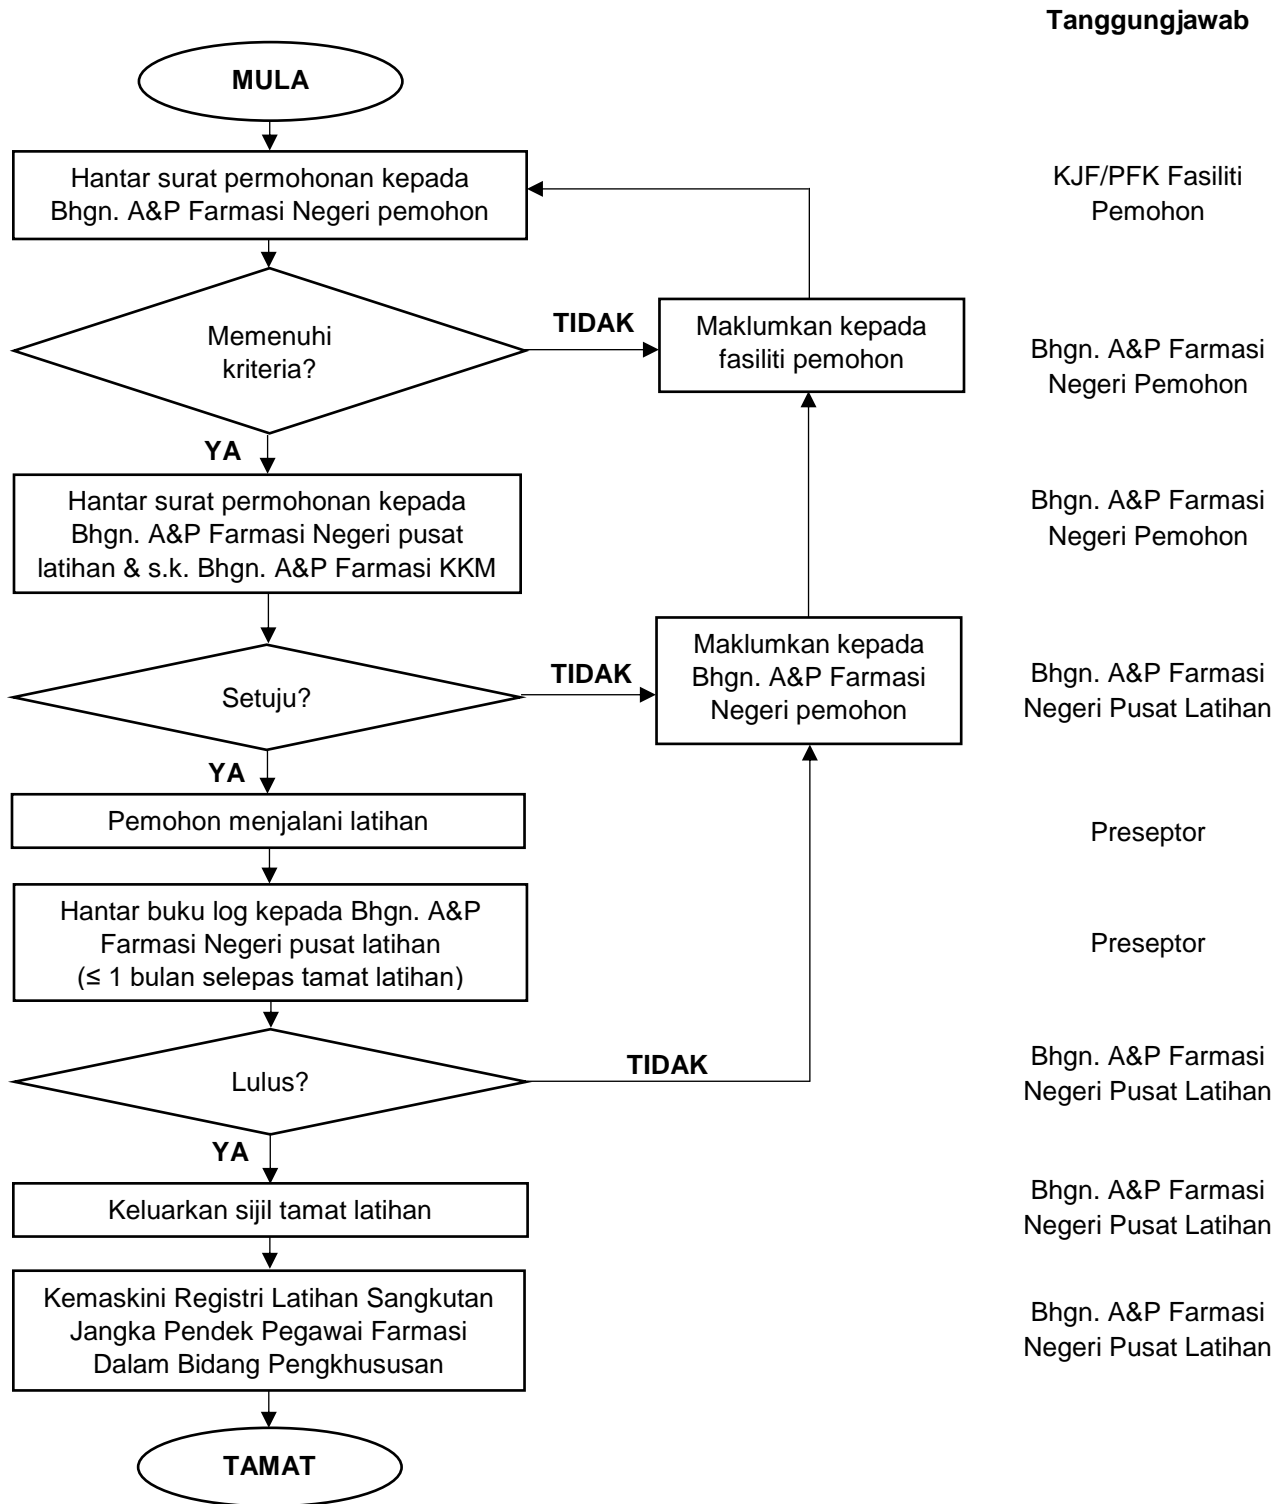 Tanggungjawab
MULA
Hantar surat permohonan kepada
Bhgn. A&P Farmasi Negeri pemohon
KJF/PFK Fasiliti
Pemohon
Memenuhi
kriteria?
TIDAK
Maklumkan kepada
fasiliti pemohon
Bhgn. A&P Farmasi
Negeri Pemohon
YA
Hantar surat permohonan kepada
Bhgn. A&P Farmasi Negeri pusat
latihan & s.k. Bhgn. A&P Farmasi KKM
Bhgn. A&P Farmasi
Negeri Pemohon
Setuju?
TIDAK
Maklumkan kepada
Bhgn. A&P Farmasi
Negeri pemohon
Bhgn. A&P Farmasi
Negeri Pusat Latihan
YA
Pemohon menjalani latihan
Preseptor
Hantar buku log kepada Bhgn. A&P
Farmasi Negeri pusat latihan
(≤ 1 bulan selepas tamat latihan)
Preseptor
Lulus?
TIDAK
Bhgn. A&P Farmasi
Negeri Pusat Latihan
YA
Keluarkan sijil tamat latihan
Bhgn. A&P Farmasi
Negeri Pusat Latihan
Kemaskini Registri Latihan Sangkutan
Jangka Pendek Pegawai Farmasi
Dalam Bidang Pengkhususan
Bhgn. A&P Farmasi
Negeri Pusat Latihan
TAMAT